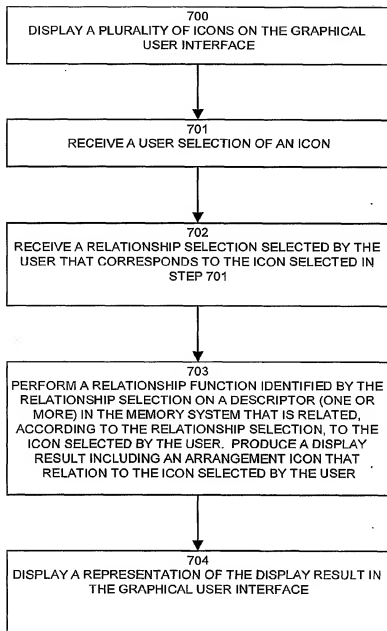 700
DISPLAY A PLURALITY OF ICONS ON THE GRAPHICAL
USER INTERFACE
701
RECEIVE A USER SELECTION OF AN ICON
702
RECEIVE A RELATIONSHIP SELECTION SELECTED BY THE
USER THAT CORRESPONDS TO THE ICON SELECTED IN
STEP 701
703
PERFORM A RELATIONSHIP FUNCTION IDENTIFIED BY THE
RELATIONSHIP SELECTION ON A DESCRIPTOR (ONE OR
MORE) IN THE MEMORY SYSTEM THAT IS RELATED,
ACCORDING TO THE RELATIONSHIP SELECTION, TO
THE ICON SELECTED BY THE USER. PRODUCE A DISPLAY
RESULT INCLUDING AN ARRANGEMENT ICON THAT
RELATION TO THE ICON SELECTED BY THE USER
704
DISPLAY A REPRESENTATION OF THE DISPLAY RESULT IN
THE GRAPHICAL USER INTERFACE